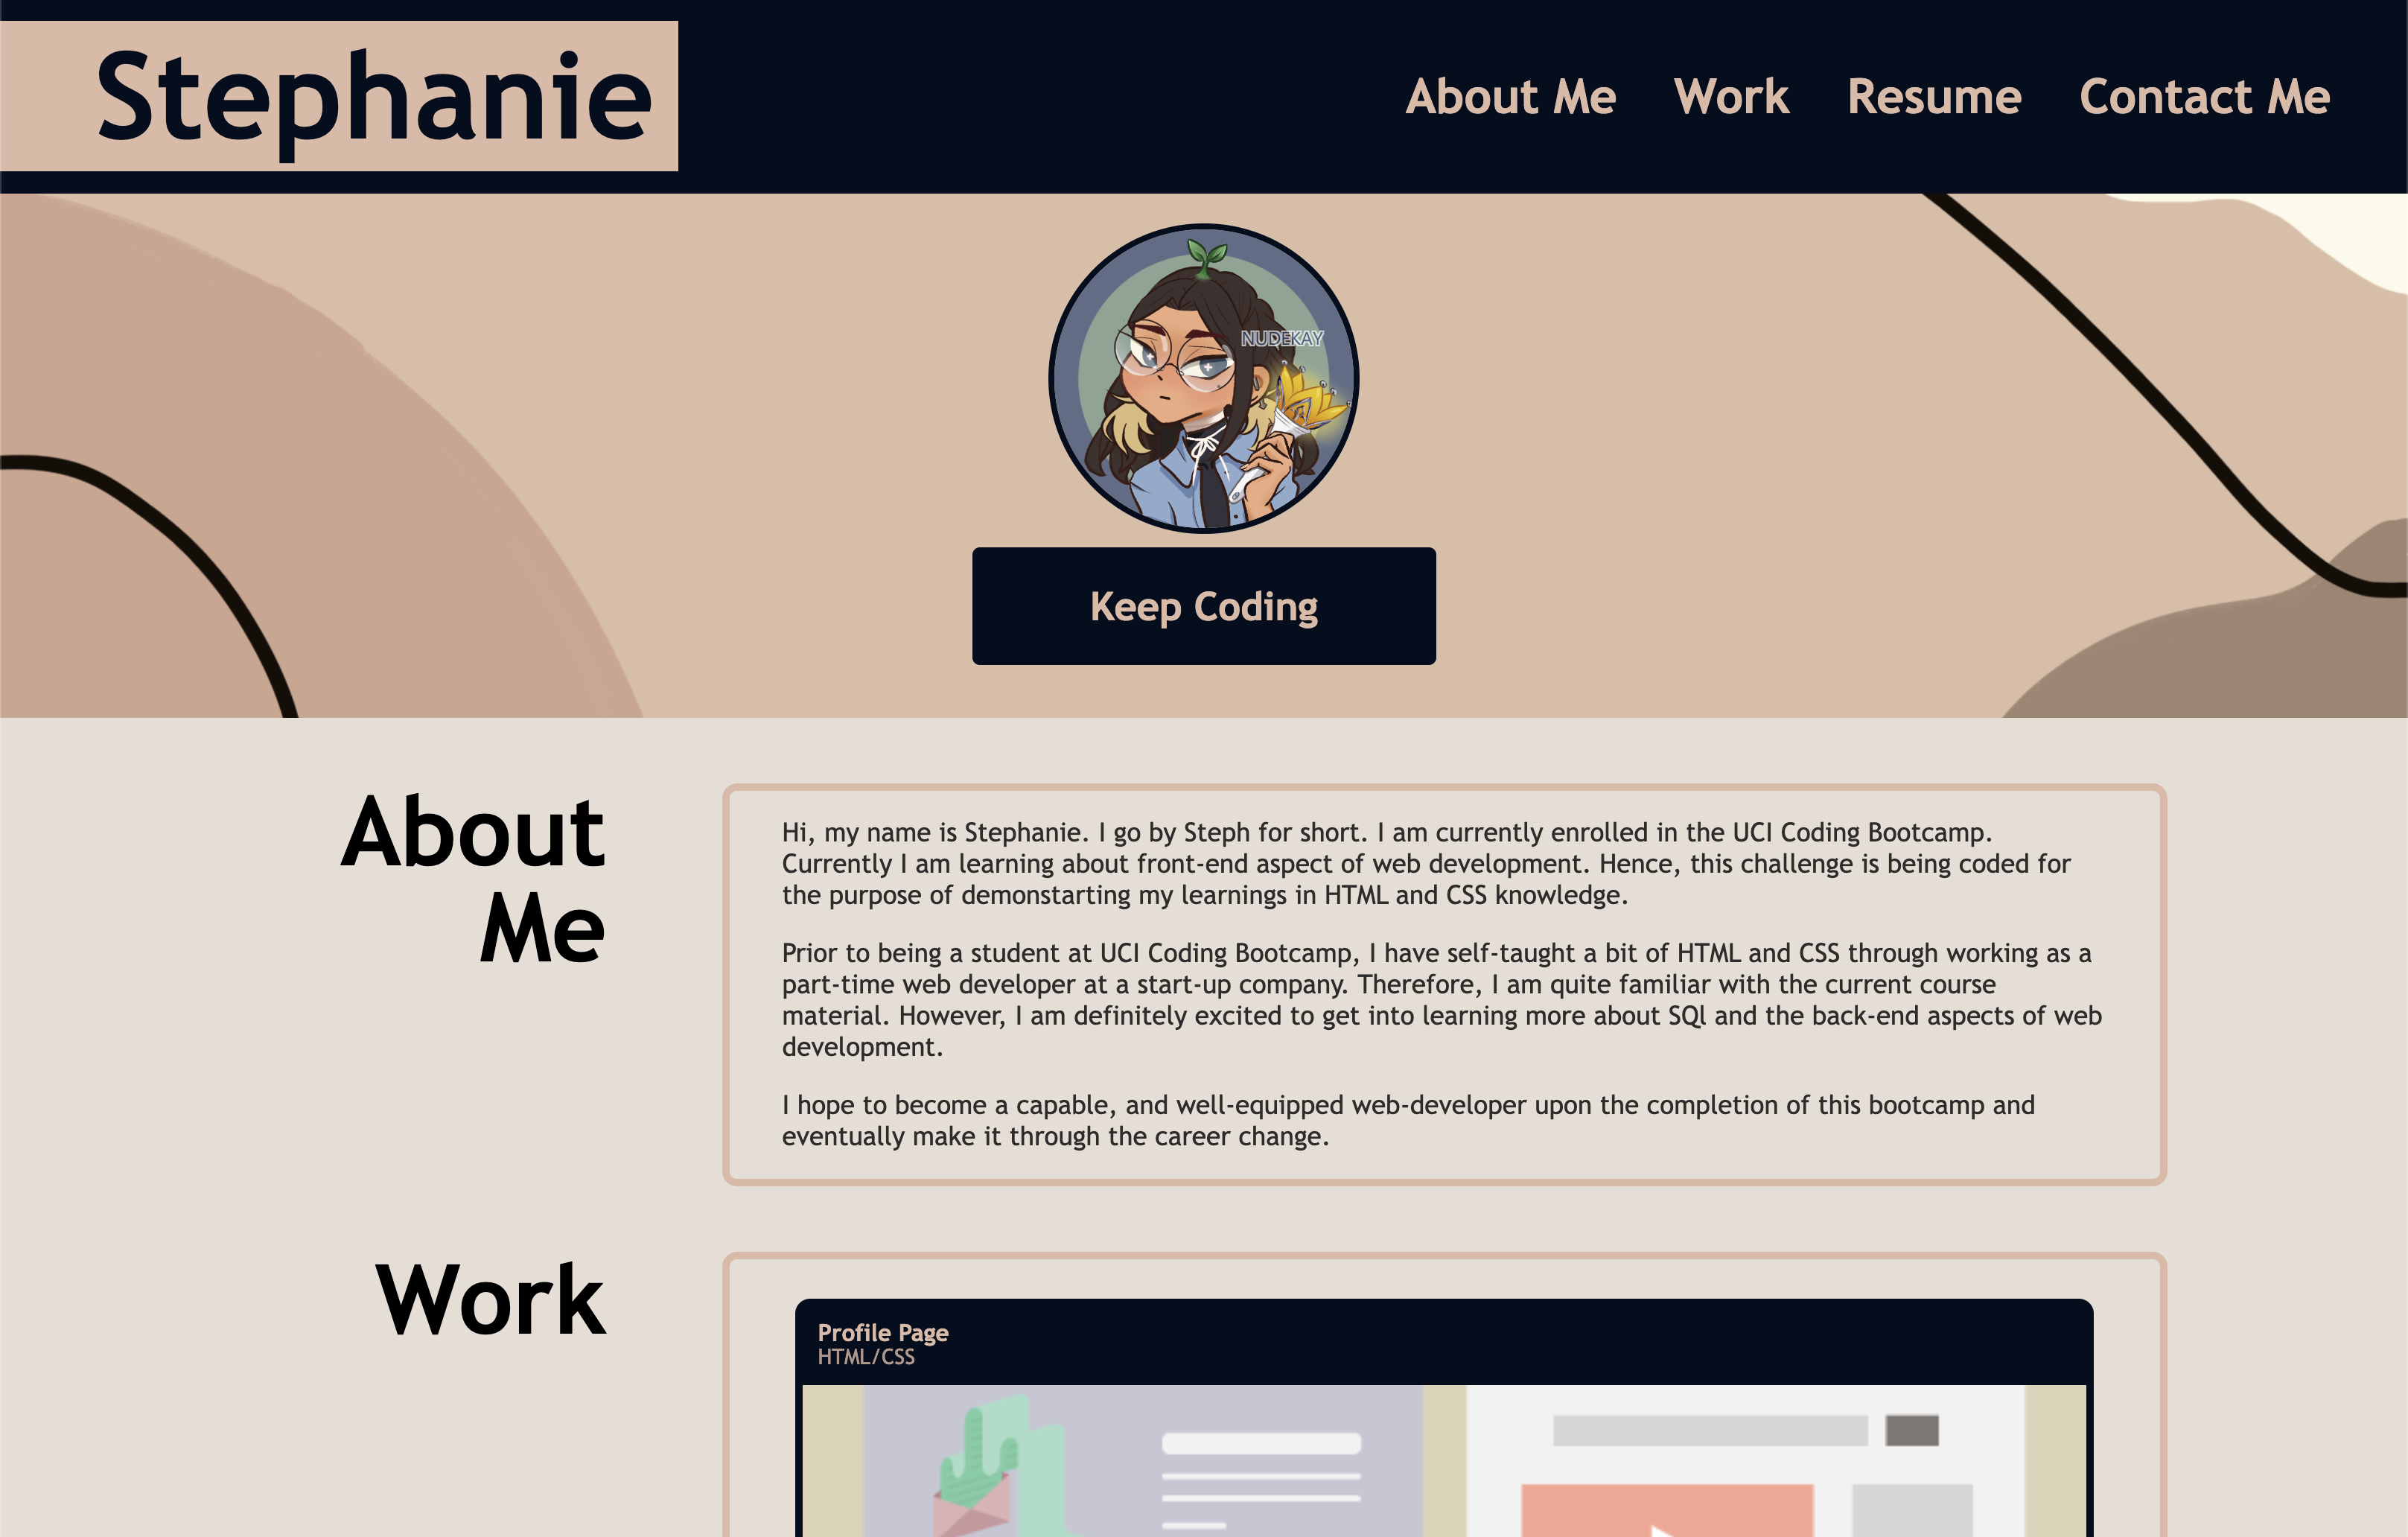 Stephanie
About Me Work Resume Contact Me
NUDEKAY
Keep Coding
About
Me
Hi, my name is Stephanie. I go by Steph for short. I am currently enrolled in the UCI Coding Bootcamp.
Currently I am learning about front-end aspect of web development. Hence, this challenge is being coded for
the purpose of demonstarting my learnings in HTML and CSS knowledge.
Prior to being a student at UCI Coding Bootcamp, I have self-taught a bit of HTML and CSS through working as a
part-time web developer at a start-up company. Therefore, I am quite familiar with the current course
material. However, I am definitely excited to get into learning more about SQl and the back-end aspects of web
development.
I hope to become a capable, and well-equipped web-developer upon the completion of this bootcamp and
eventually make it through the career change.
Work
Profile Page
HTML/CSS